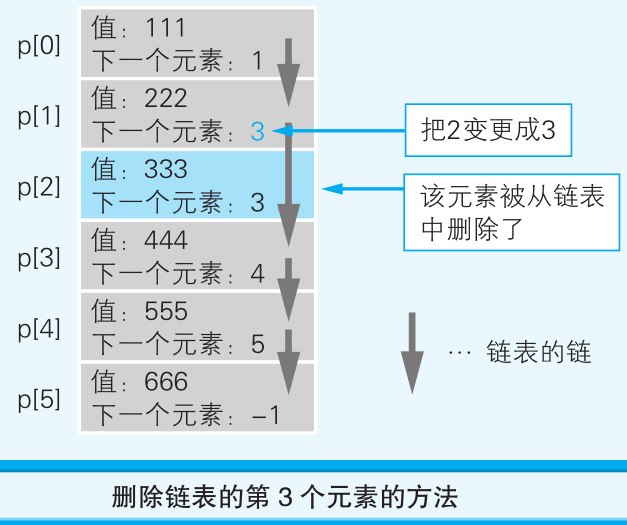 p[0]
值：111
下一个元素：1
p[1]
值：222
下一个元素：3
把2变更成3
p[2]
值：333
下一个元素：3
该元素被从链表
中删除了
p[3]
值：444
下一个元素：4
p[4]
值：555
下一个元素：5
… 链表的链
p[5]
值：666
下一个元素：–1
删除链表的第 3 个元素的方法